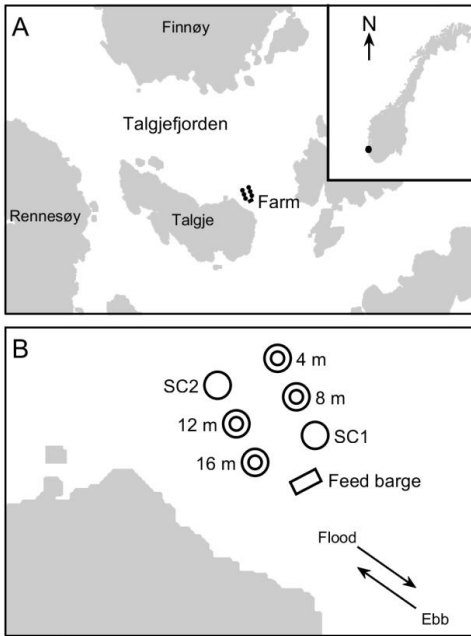 A
Finnøy
N
Talgjefjorden
Farm
Rennesøy
Talgje
B
4 m
SC2
8 m
12 m
SC1
16 m
Feed barge
Flood
Ebb